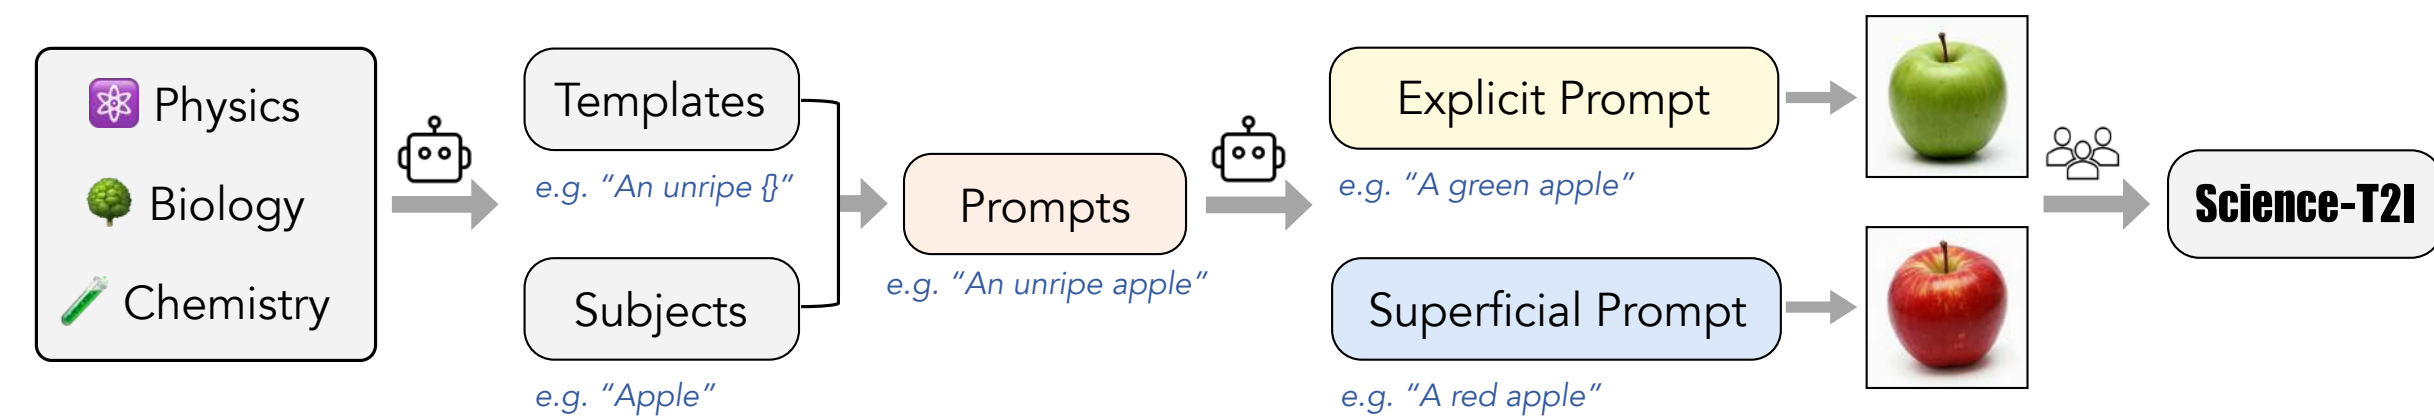 Physics
Biology
Chemistry
Templates
e.g. “An unripe {}”
Subjects
e.g. “Apple”
Prompts
e.g. “An unripe apple”
Explicit Prompt
e.g. “A green apple”
Superficial Prompt
e.g. “A red apple”
Science-T2I